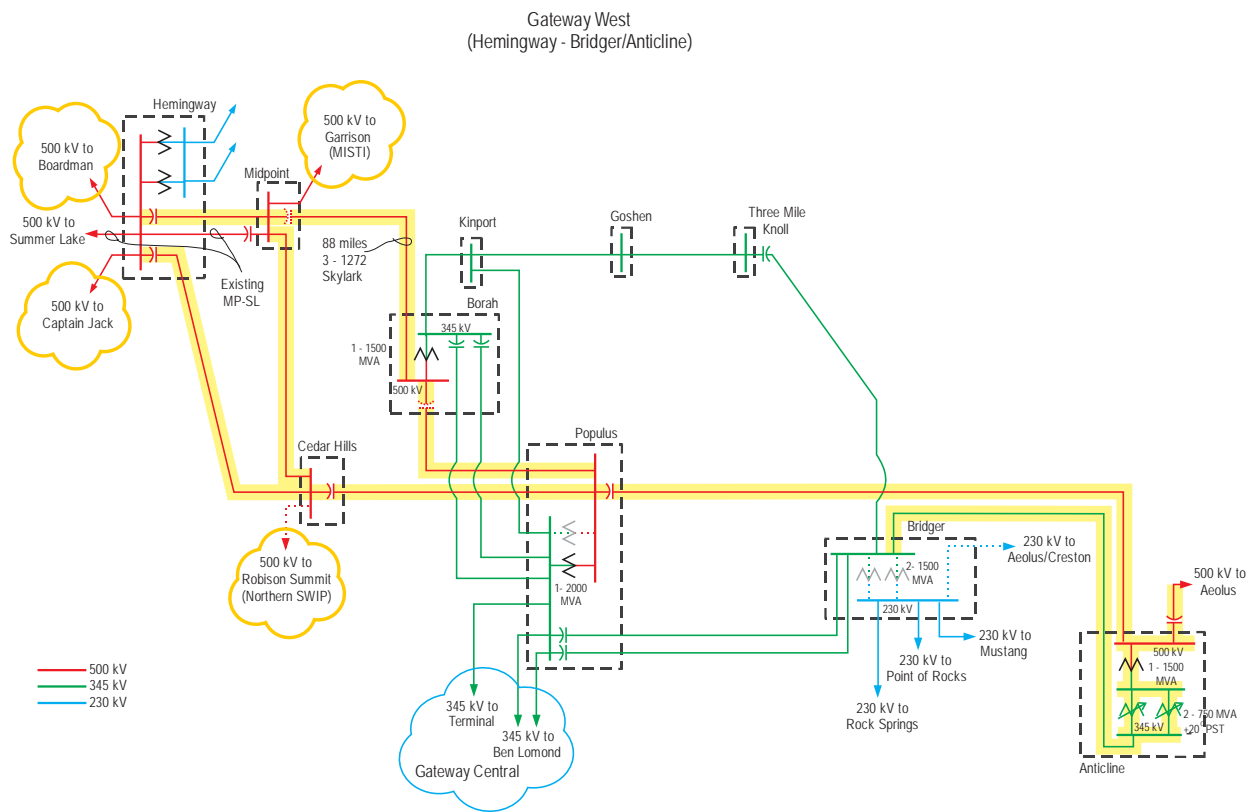 Gateway West
(Hemingway - Bridger/Anticline)
Hemingway
500 kV to
Boardman
500 kV to
Garrison
(MISTI)
Midpoint
500 kV to
Summer Lake
500 kV to
Captain Jack
Existing
MP-SL
88 miles
3 - 1272
Skylark
Kinport
Goshen
Three Mile
Knoll
Borah
345 kV
1 - 1500
MVA
500 kV
Cedar Hills
500 kV to
Robison Summit
(Northern SWIP)
Populus
1- 2000
MVA
Bridger
2- 1500
MVA
230 kV
230 kV to
Aeolus/Creston
230 kV to
Mustang
230 kV to
Point of Rocks
230 kV to
Rock Springs
500 kV to
Aeolus
500 kV
1 - 1500
MVA
2 - 750 MVA
+20° PST
345 kV
Anticline
500 kV
345 kV
230 kV
345 kV to
Terminal
345 kV to
Ben Lomond
Gateway Central